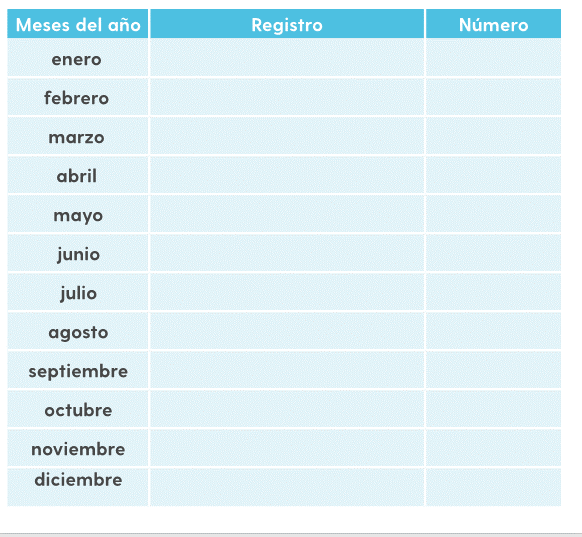 Meses del año Registro Número
enero
febrero
marzo
abril
mayo
junio
julio
agosto
septiembre
octubre
noviembre
diciembre